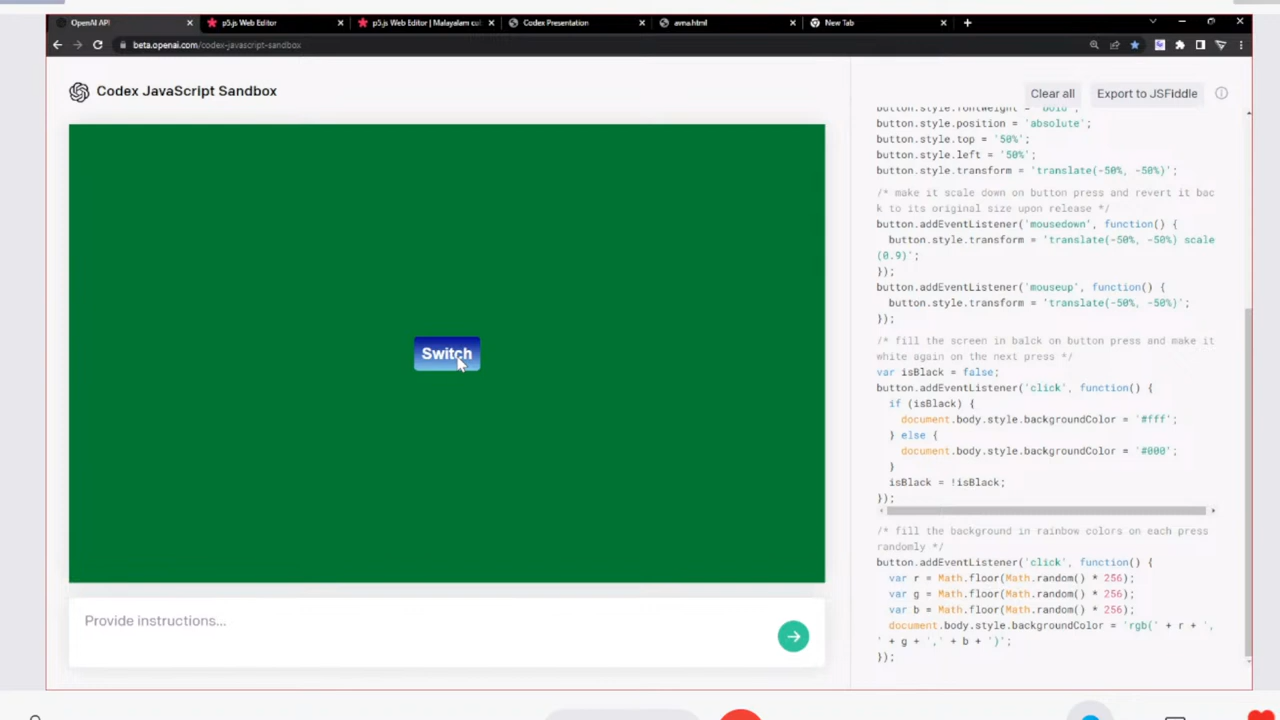 OpenAI API
p5.js Web Editor
p5.js Web Editor | Malayalam cal
Codex Presentation
avna.html
New Tab
beta.openai.com/codex-javascript-sandbox
Codex JavaScript Sandbox
Clear all
Export to JSFiddle
Switch
Provide instructions...
button.style.fontWeight = 'bold';
button.style.position = 'absolute';
button.style.top = '50%';
button.style.left = '50%';
button.style.transform = 'translate(-50%, -50%)';
/* make it scale down on button press and revert it bac
k to its original size upon release */
button.addEventListener('mousedown', function() {
button.style.transform = 'translate(-50%, -50%) scale
(0.9)';
});
button.addEventListener('mouseup', function() {
button.style.transform = 'translate(-50%, -50%)';
});
/* fill the screen in balck on button press and make it
white again on the next press */
var isBlack = false;
button.addEventListener('click', function() {
if (isBlack) {
document.body.style.backgroundColor = '#fff';
} else {
document.body.style.backgroundColor = '#000';
}
isBlack = !isBlack;
});
/* fill the background in rainbow colors on each press
randomly */
button.addEventListener('click', function() {
var r = Math.floor(Math.random() * 256);
var g = Math.floor(Math.random() * 256);
var b = Math.floor(Math.random() * 256);
document.body.style.backgroundColor = 'rgb(' + r + ',
' + g + ',' + b + ')';
});